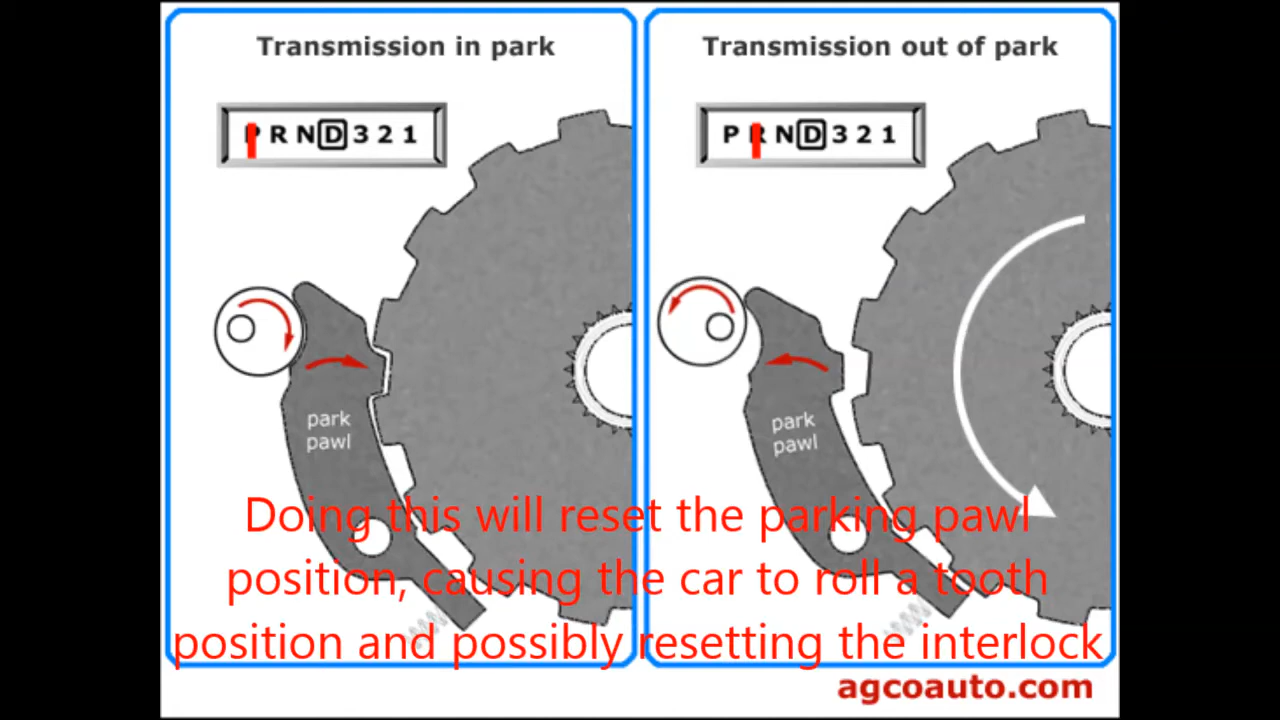 Transmission in park
Transmission out of park
P R N D 3 2 1
P R N D 3 2 1
park
pawl
park
pawl
Doing this will reset the parking pawl
position, causing the car to roll a tooth
position and possibly resetting the interlock
agcoauto.com